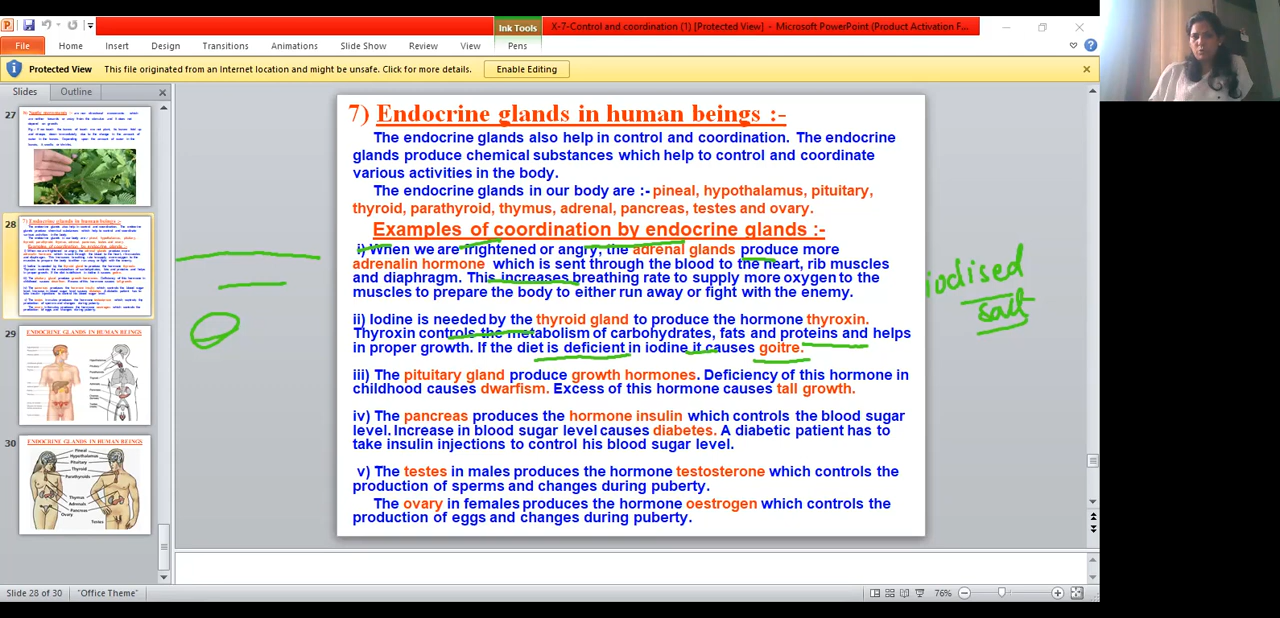 Ink Tools
X-7-Control and coordination (1) [Protected View] - Microsoft PowerPoint (Product Activation F...
File Home Insert Design Transitions Animations Slide Show Review View Pens
Protected View This file originated from an Internet location and might be unsafe. Click for more details. Enable Editing
Slides Outline
27
28
29
ENDOCRINE GLANDS IN HUMAN BEINGS
30
ENDOCRINE GLANDS IN HUMAN BEINGS
Pineal
Hypothalamus
Pituitary
Thyroid
Parathyroids
Thymus
Adrenals
Pancreas
Ovary
Testes
7) Endocrine glands in human beings :-
The endocrine glands also help in control and coordination. The endocrine
glands produce chemical substances which help to control and coordinate
various activities in the body.
The endocrine glands in our body are :- pineal, hypothalamus, pituitary,
thyroid, parathyroid, thymus, adrenal, pancreas, testes and ovary.
Examples of coordination by endocrine glands :-
i) When we are frightened or angry, the adrenal glands produce more
adrenalin hormone which is sent through the blood to the heart, rib muscles
and diaphragm. This increases breathing rate to supply more oxygen to the
muscles to prepare the body to either run away or fight with the enemy.
ii) Iodine is needed by the thyroid gland to produce the hormone thyroxin.
Thyroxin controls the metabolism of carbohydrates, fats and proteins and helps
in proper growth. If the diet is deficient in iodine it causes goitre.
iii) The pituitary gland produce growth hormones. Deficiency of this hormone in
childhood causes dwarfism. Excess of this hormone causes tall growth.
iv) The pancreas produces the hormone insulin which controls the blood sugar
level. Increase in blood sugar level causes diabetes. A diabetic patient has to
take insulin injections to control his blood sugar level.
v) The testes in males produces the hormone testosterone which controls the
production of sperms and changes during puberty.
The ovary in females produces the hormone oestrogen which controls the
production of eggs and changes during puberty.
iodised
salt
Slide 28 of 30 "Office Theme" 76%